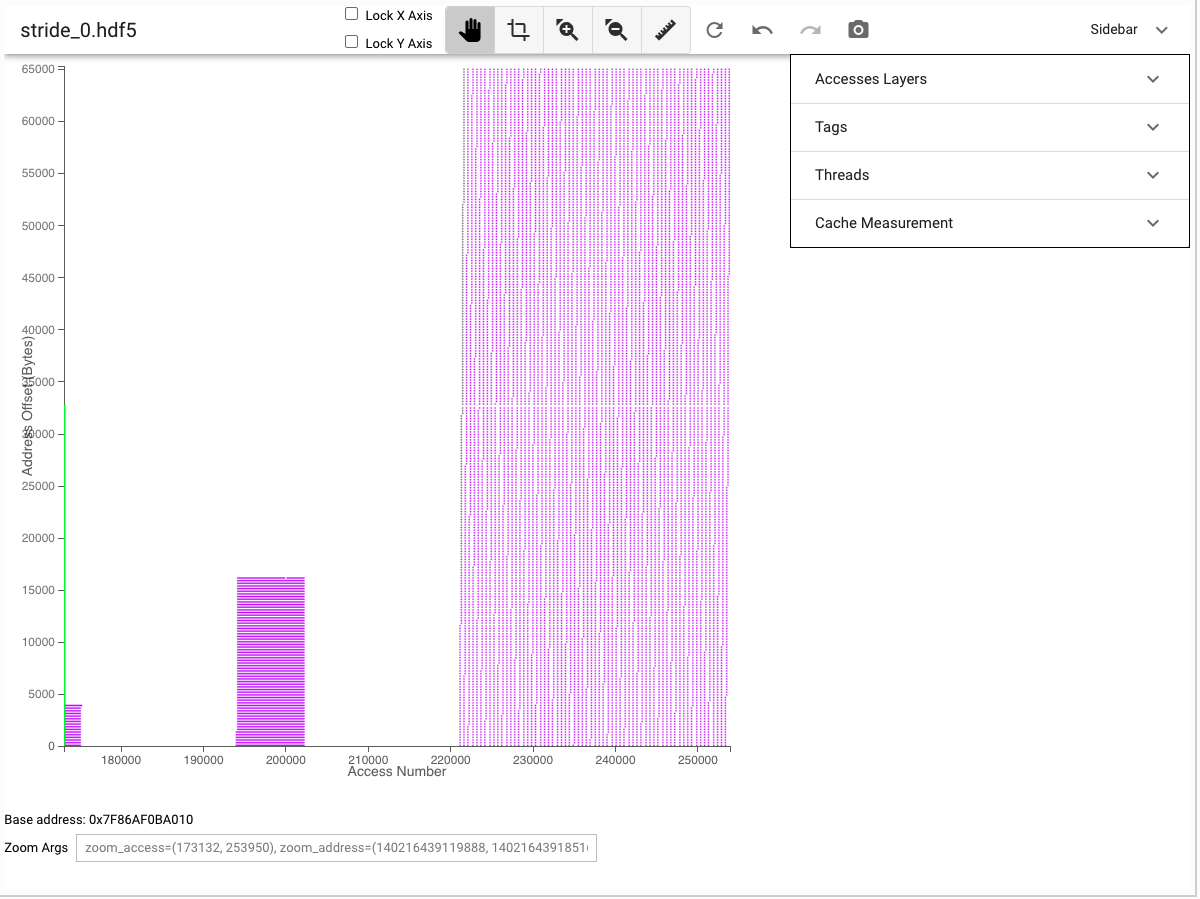 stride_0.hdf5
Lock X Axis
Lock Y Axis
Sidebar
Accesses Layers
Tags
Threads
Cache Measurement
65000
60000
55000
50000
45000
40000
35000
30000
25000
20000
15000
10000
5000
0
Address Offset (Bytes)
180000 190000 200000 210000 220000 230000 240000 250000
Access Number
Base address: 0x7F86AF0BA010
Zoom Args zoom_access=(173132, 253950), zoom_address=(140216439119888, 140216439185